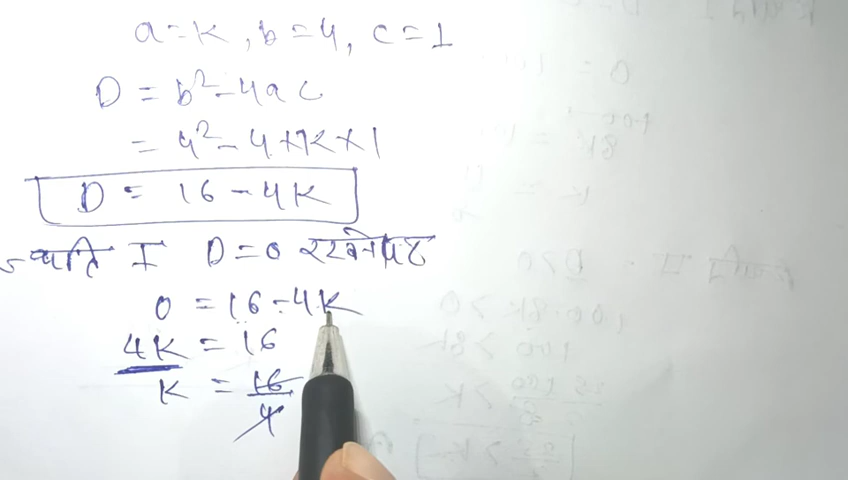 a = K, b = 4, c = 1
D = b² - 4ac
= 4² - 4 × K × 1
D = 16 - 4K
I D = 0 रखने पर
0 = 16 - 4K
4K = 16
K = 16/4